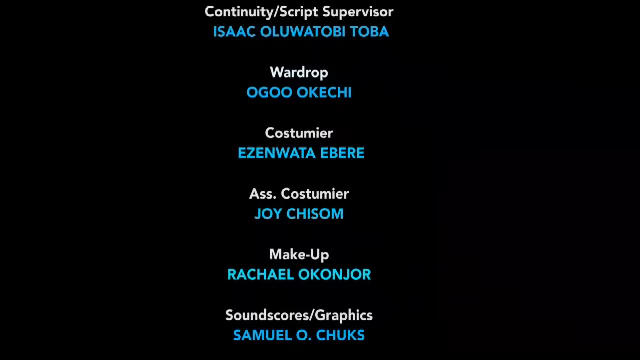 Continuity/Script Supervisor
ISAAC OLUWATOBI TOBA
Wardrop
OGOO OKECHI
Costumier
EZENWATA EBERE
Ass. Costumier
JOY CHISOM
Make-Up
RACHAEL OKONJOR
Soundscores/Graphics
SAMUEL O. CHUKS